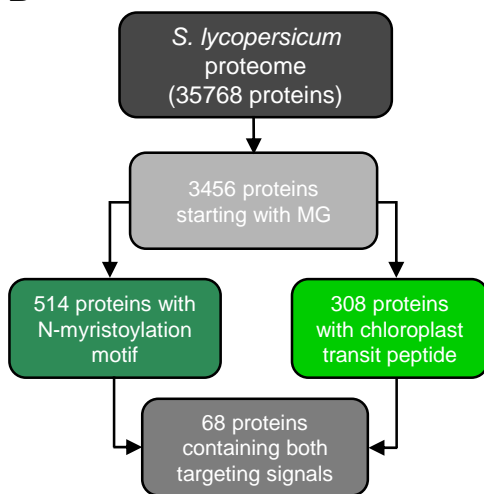 S. lycopersicum
proteome
(35768 proteins)
3456 proteins
starting with MG
514 proteins with
N-myristoylation
motif
308 proteins
with chloroplast
transit peptide
68 proteins
containing both
targeting signals